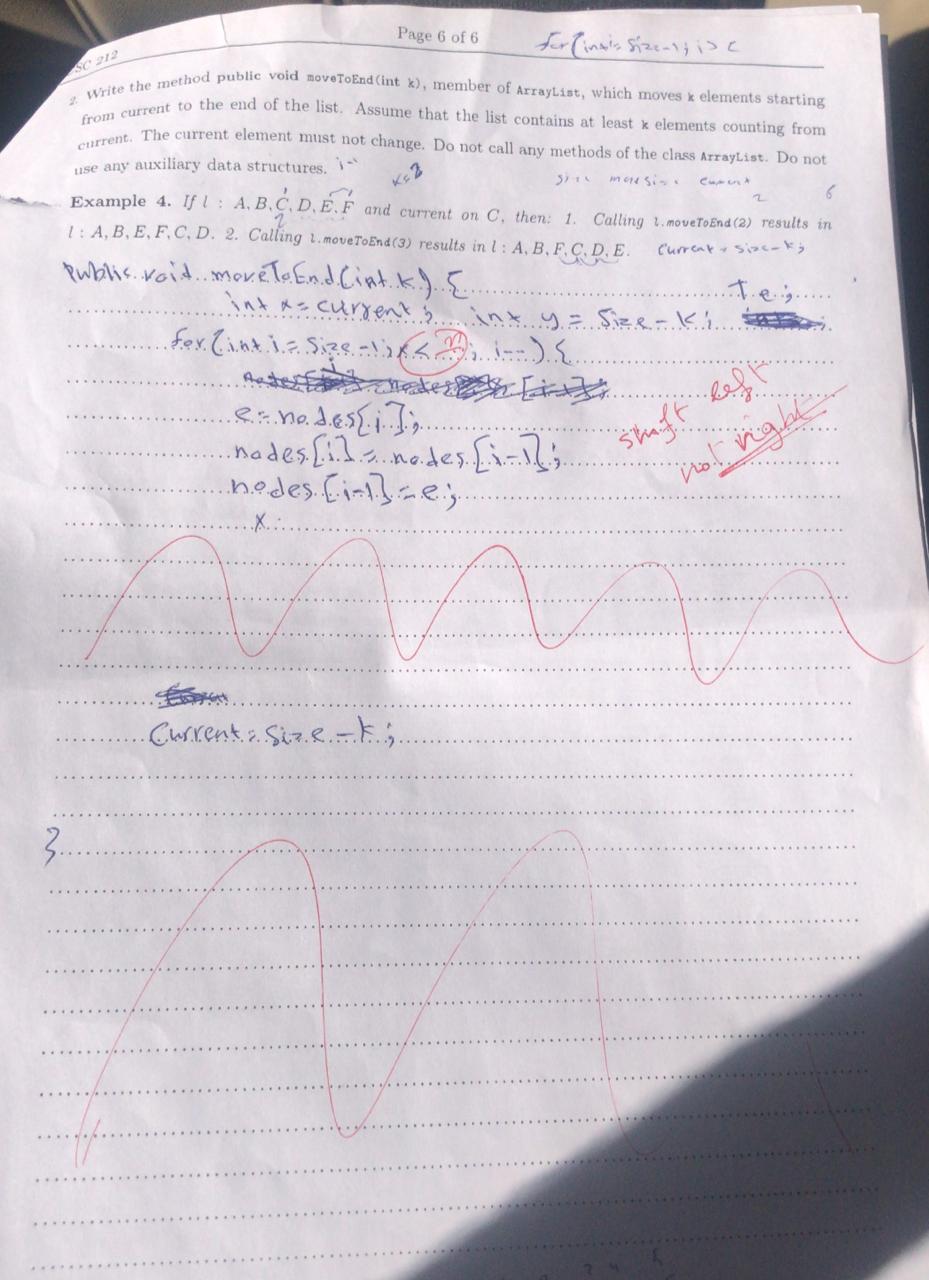 Page 6 of 6
for(int i= size-1; i > c
SC 212
2. Write the method public void moveToEnd(int k), member of ArrayList, which moves k elements starting
from current to the end of the list. Assume that the list contains at least k elements counting from
current. The current element must not change. Do not call any methods of the class ArrayList. Do not
use any auxiliary data structures. i--
size maxsize current
2 6
Example 4. If l : A, B, C, D, E, F and current on C, then: 1. Calling l.moveToEnd(2) results in
2
l : A, B, E, F, C, D. 2. Calling l.moveToEnd(3) results in l : A, B, F, C, D, E. current = size-k;
public void moveToEnd(int k) {
int x = current; int y = size - k; T e;
for(int i = size -1; x < ; i--) {
e = nodes[i];
shift left
nodes[i] = nodes[i-1];
not right
nodes[i-1] = e;
x
current = size - k;
}